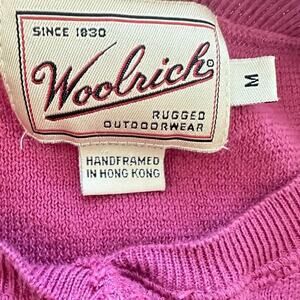 SINCE 1830
Woolrich®
RUGGED
OUTDOORWEAR
M
HANDFRAMED
IN HONG KONG